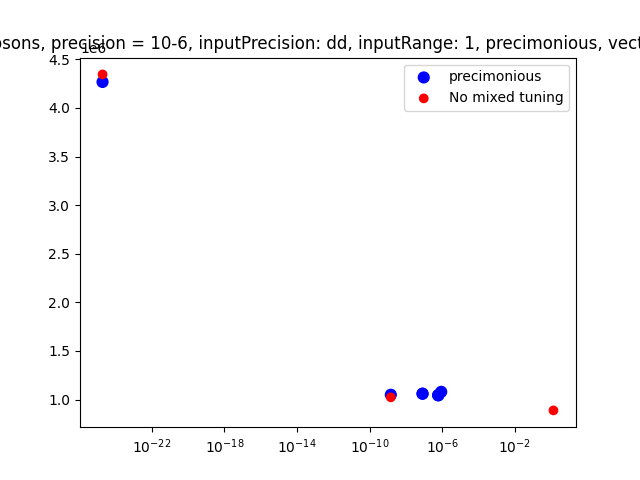 sons, precision = 10-6, inputPrecision: dd, inputRange: 1, precimonious, vect
1e6
4.5
4.0
3.5
3.0
2.5
2.0
1.5
1.0
precimonious
No mixed tuning
10⁻²² 10⁻¹⁸ 10⁻¹⁴ 10⁻¹⁰ 10⁻⁶ 10⁻²